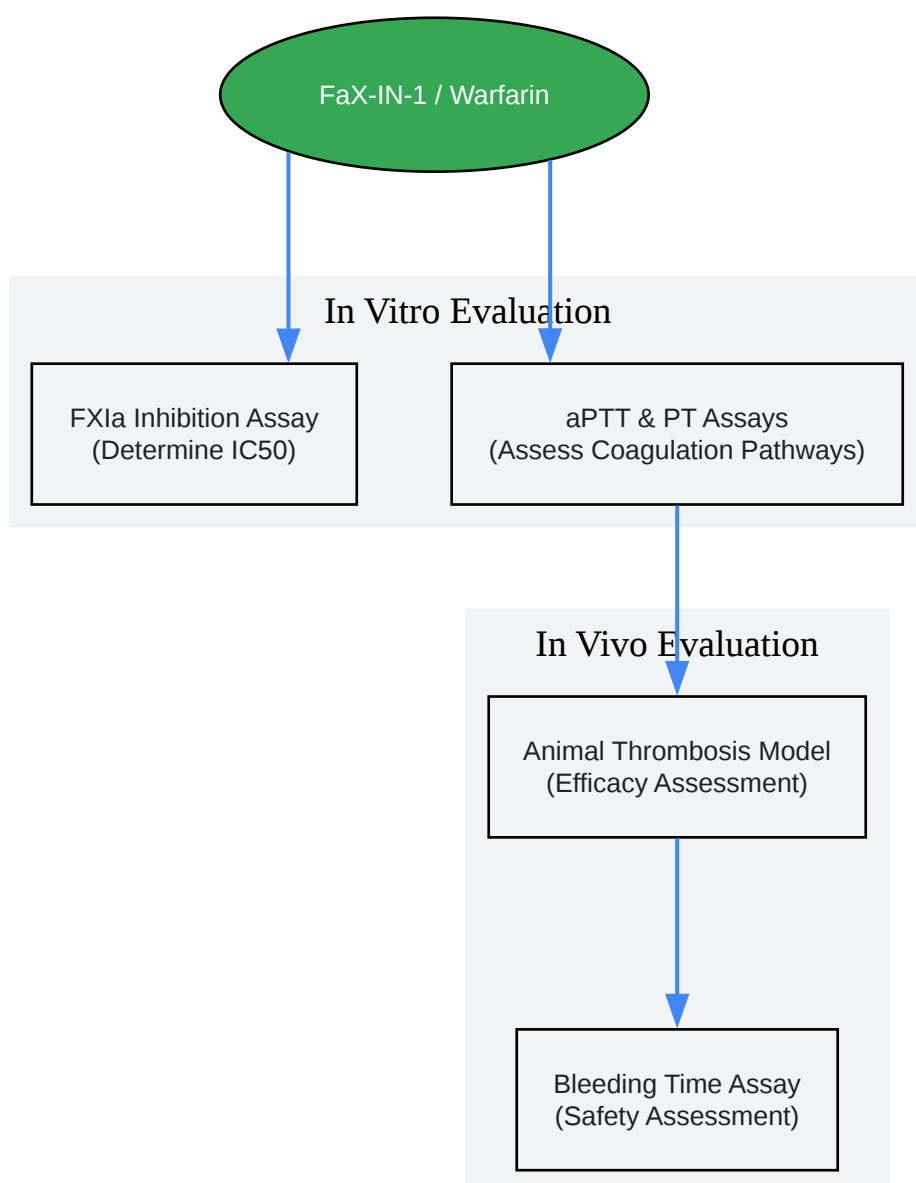 FaX-IN-1 / Warfarin
In Vitro Evaluation
FXIa Inhibition Assay
(Determine IC50)
aPTT & PT Assays
(Assess Coagulation Pathways)
In Vivo Evaluation
Animal Thrombosis Model
(Efficacy Assessment)
Bleeding Time Assay
(Safety Assessment)